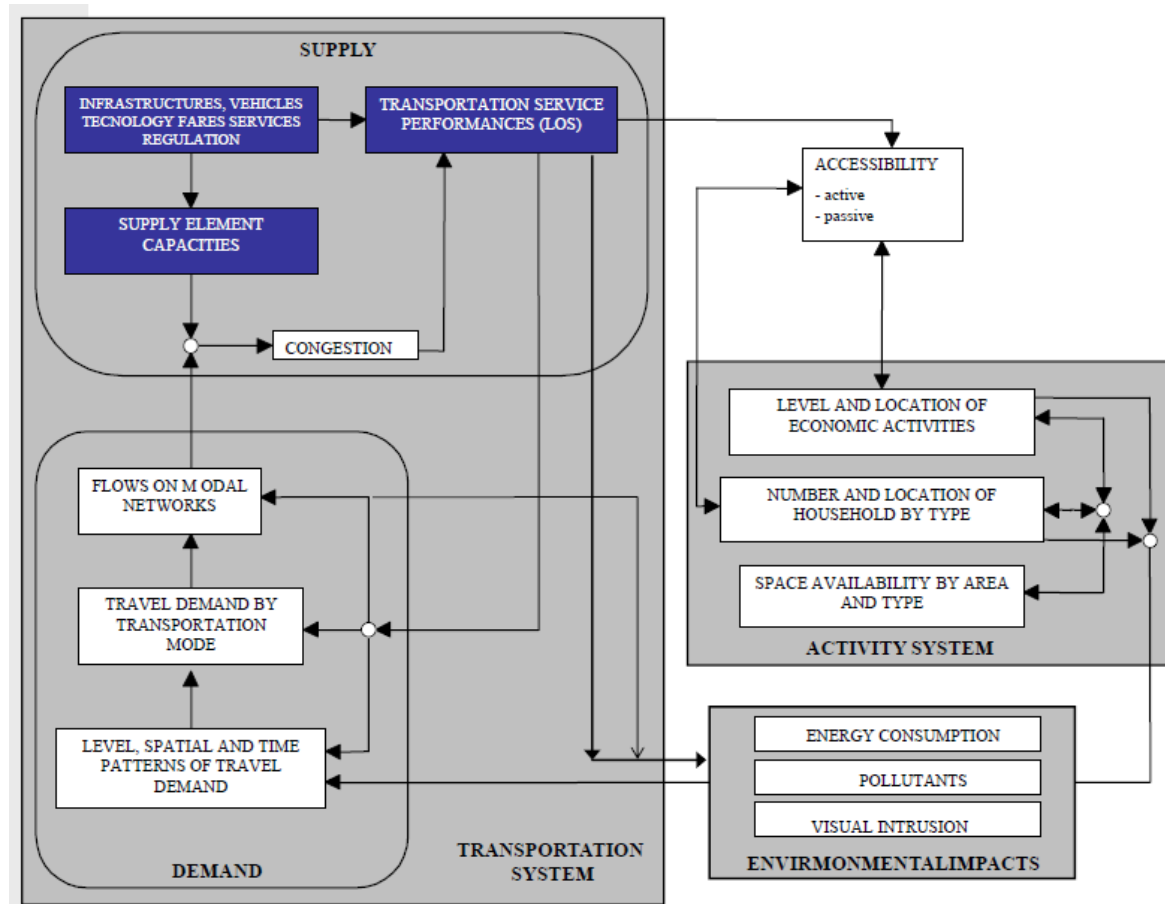 SUPPLY
INFRASTRUCTURES, VEHICLES
TECNOLOGY FARES SERVICES
REGULATION
TRANSPORTATION SERVICE
PERFORMANCES (LOS)
ACCESSIBILITY
- active
- passive
SUPPLY ELEMENT
CAPACITIES
CONGESTION
LEVEL AND LOCATION OF
ECONOMIC ACTIVITIES
FLOWS ON M ODAL
NETWORKS
NUMBER AND LOCATION OF
HOUSEHOLD BY TYPE
TRAVEL DEMAND BY
TRANSPORTATION
MODE
SPACE AVAILABILITY BY AREA
AND TYPE
ACTIVITY SYSTEM
LEVEL, SPATIAL AND TIME
PATTERNS OF TRAVEL
DEMAND
ENERGY CONSUMPTION
POLLUTANTS
VISUAL INTRUSION
DEMAND
TRANSPORTATION
SYSTEM
ENVIRMONMENTALIMPACTS